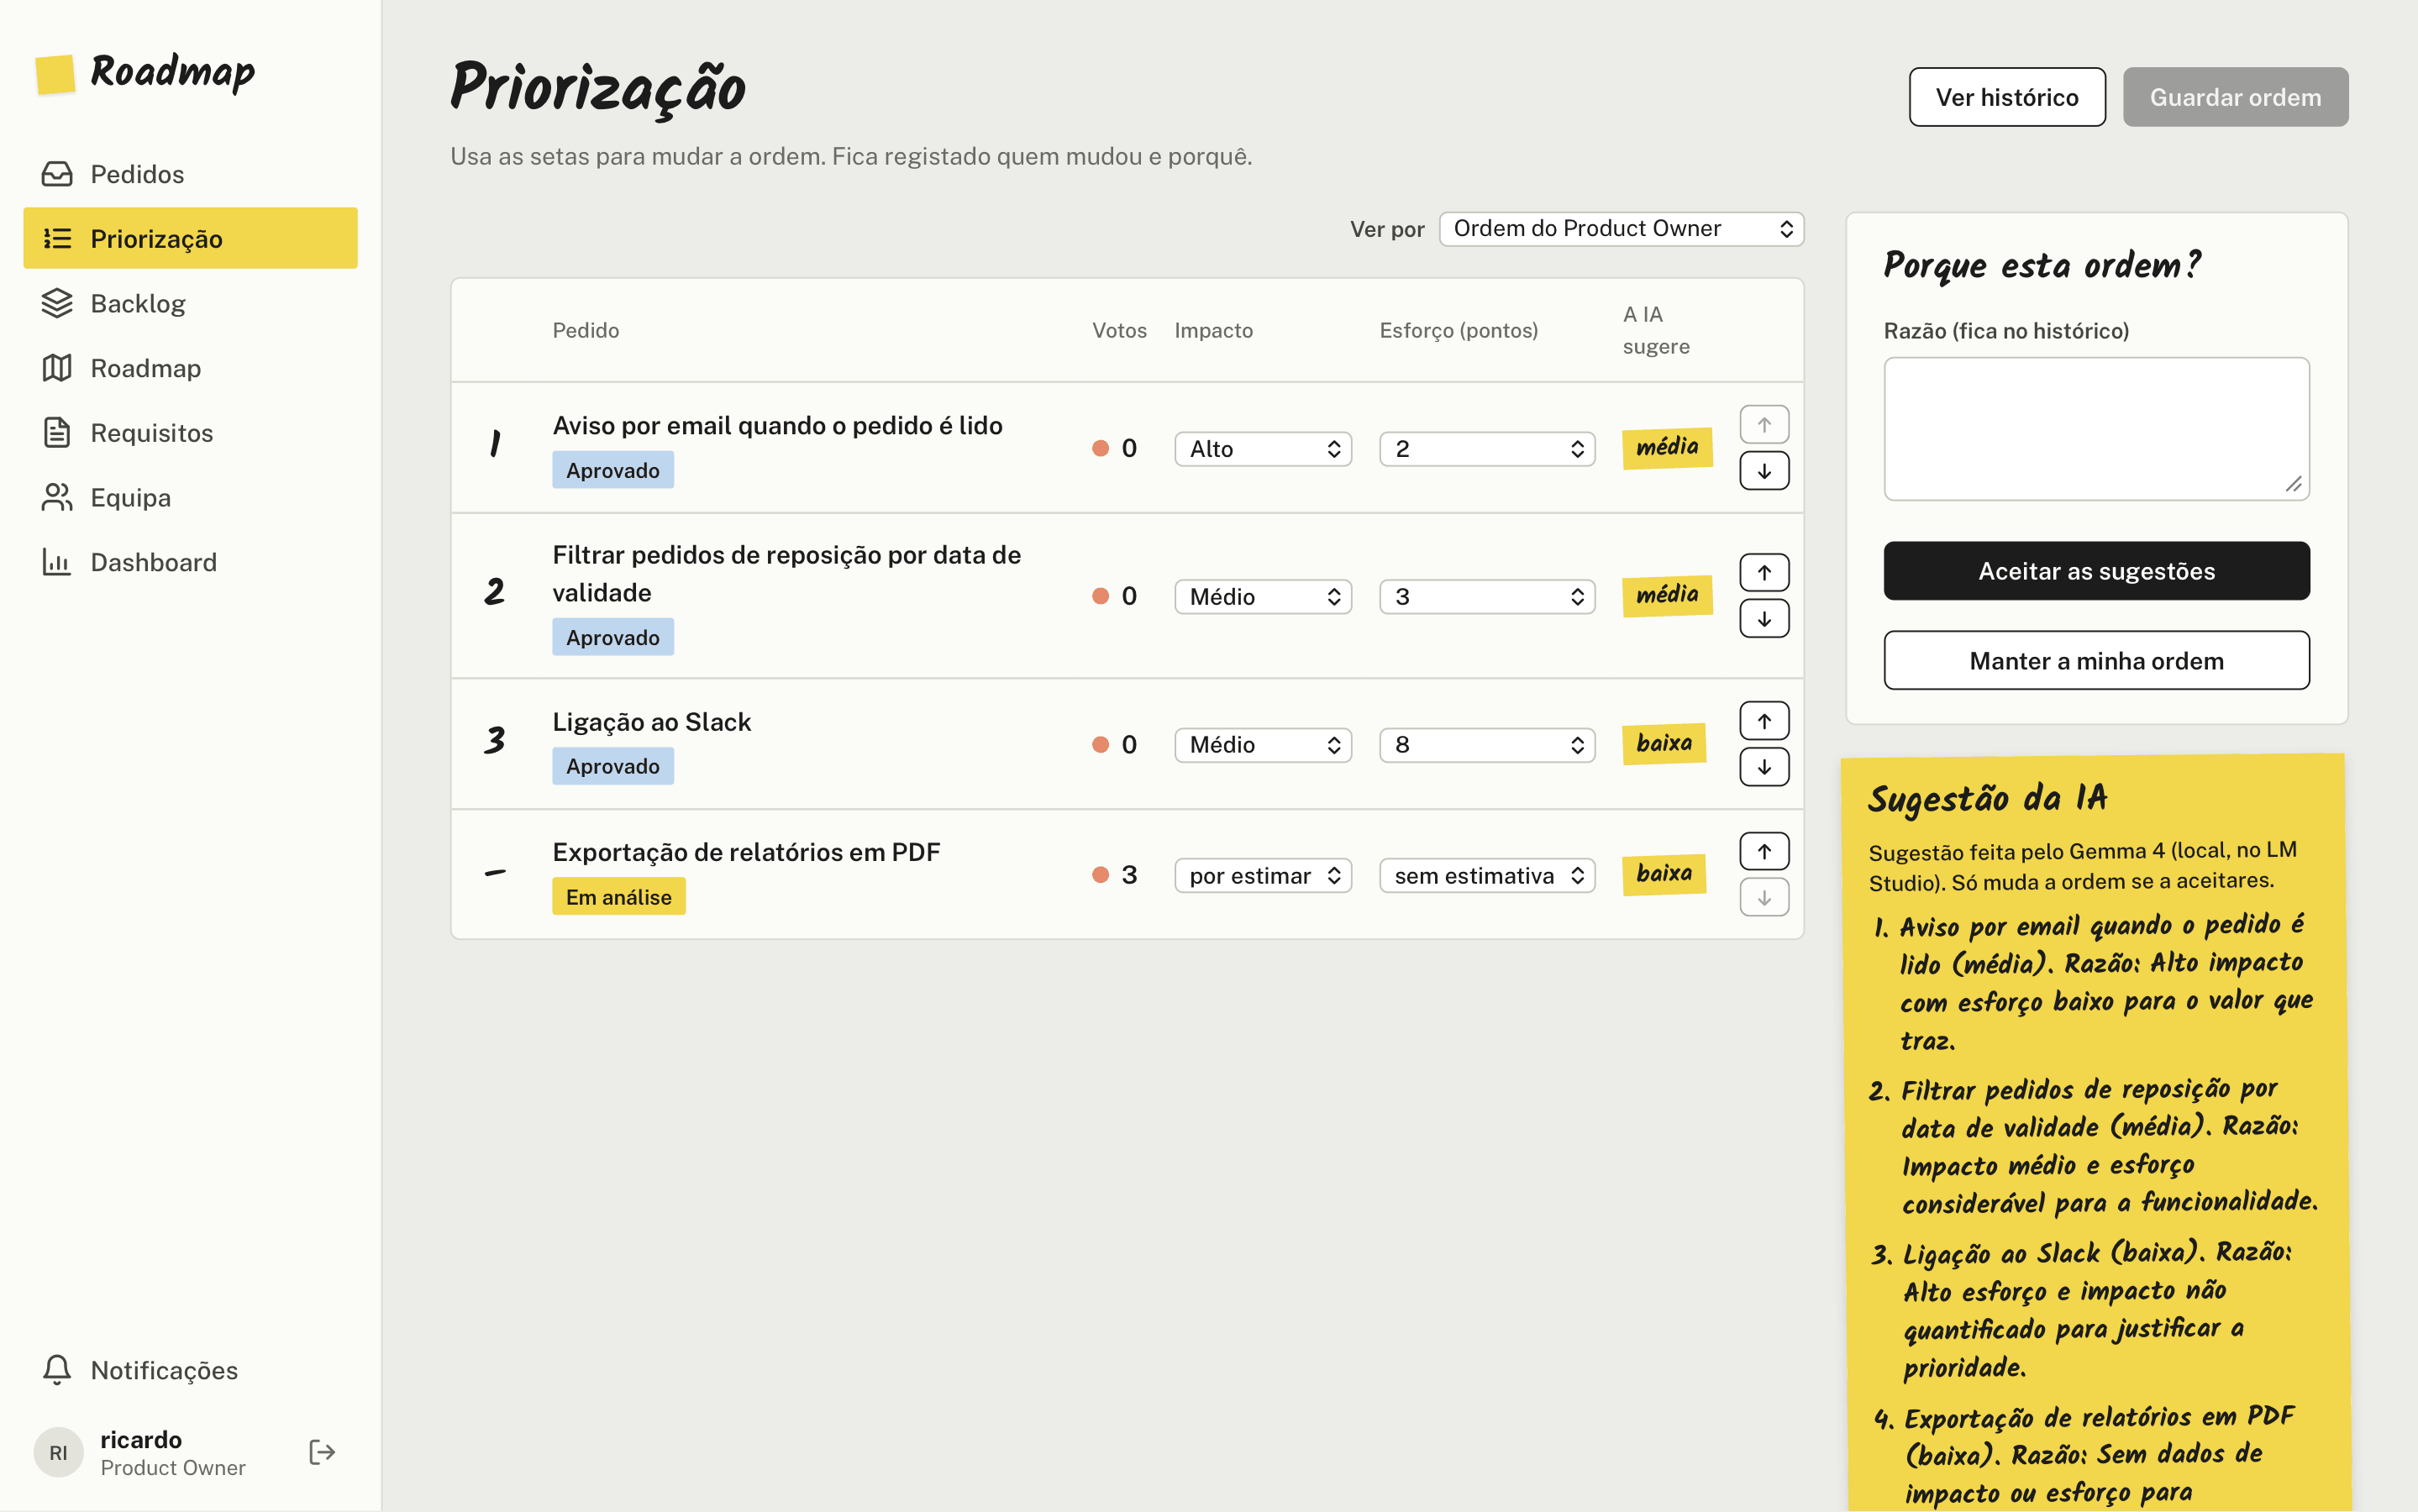 Roadmap
Pedidos
Priorização
Backlog
Roadmap
Requisitos
Equipa
Dashboard
Notificações
RI
ricardo
Product Owner
Priorização
Usa as setas para mudar a ordem. Fica registado quem mudou e porquê.
Ver histórico
Guardar ordem
Ver por
Ordem do Product Owner
Pedido
Votos
Impacto
Esforço (pontos)
A IA
sugere
1
Aviso por email quando o pedido é lido
Aprovado
0
Alto
2
média
2
Filtrar pedidos de reposição por data de
validade
Aprovado
0
Médio
3
média
3
Ligação ao Slack
Aprovado
0
Médio
8
baixa
–
Exportação de relatórios em PDF
Em análise
3
por estimar
sem estimativa
baixa
Porque esta ordem?
Razão (fica no histórico)
Aceitar as sugestões
Manter a minha ordem
Sugestão da IA
Sugestão feita pelo Gemma 4 (local, no LM
Studio). Só muda a ordem se a aceitares.
1. Aviso por email quando o pedido é
lido (média). Razão: Alto impacto
com esforço baixo para o valor que
traz.
2. Filtrar pedidos de reposição por
data de validade (média). Razão:
Impacto médio e esforço
considerável para a funcionalidade.
3. Ligação ao Slack (baixa). Razão:
Alto esforço e impacto não
quantificado para justificar a
prioridade.
4. Exportação de relatórios em PDF
(baixa). Razão: Sem dados de
impacto ou esforço para